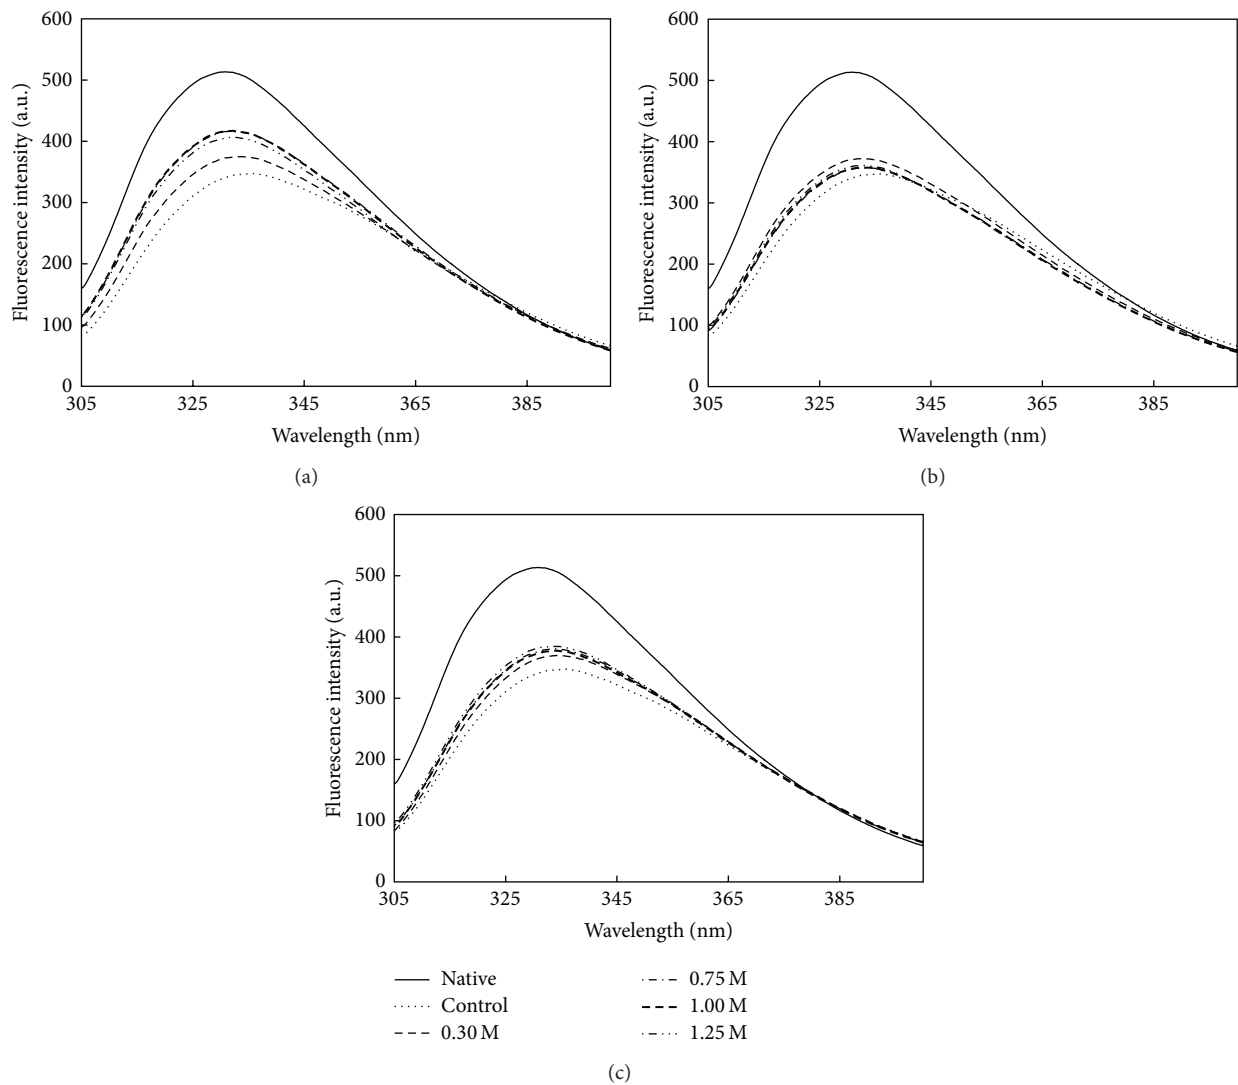 600
500
400
300
200
100
0
Fluorescence intensity (a.u.)
305 325 345 365 385
Wavelength (nm)
(a)
600
500
400
300
200
100
0
Fluorescence intensity (a.u.)
305 325 345 365 385
Wavelength (nm)
(b)
600
500
400
300
200
100
0
Fluorescence intensity (a.u.)
305 325 345 365 385
Wavelength (nm)
Native
Control
0.30 M
0.75 M
1.00 M
1.25 M
(c)